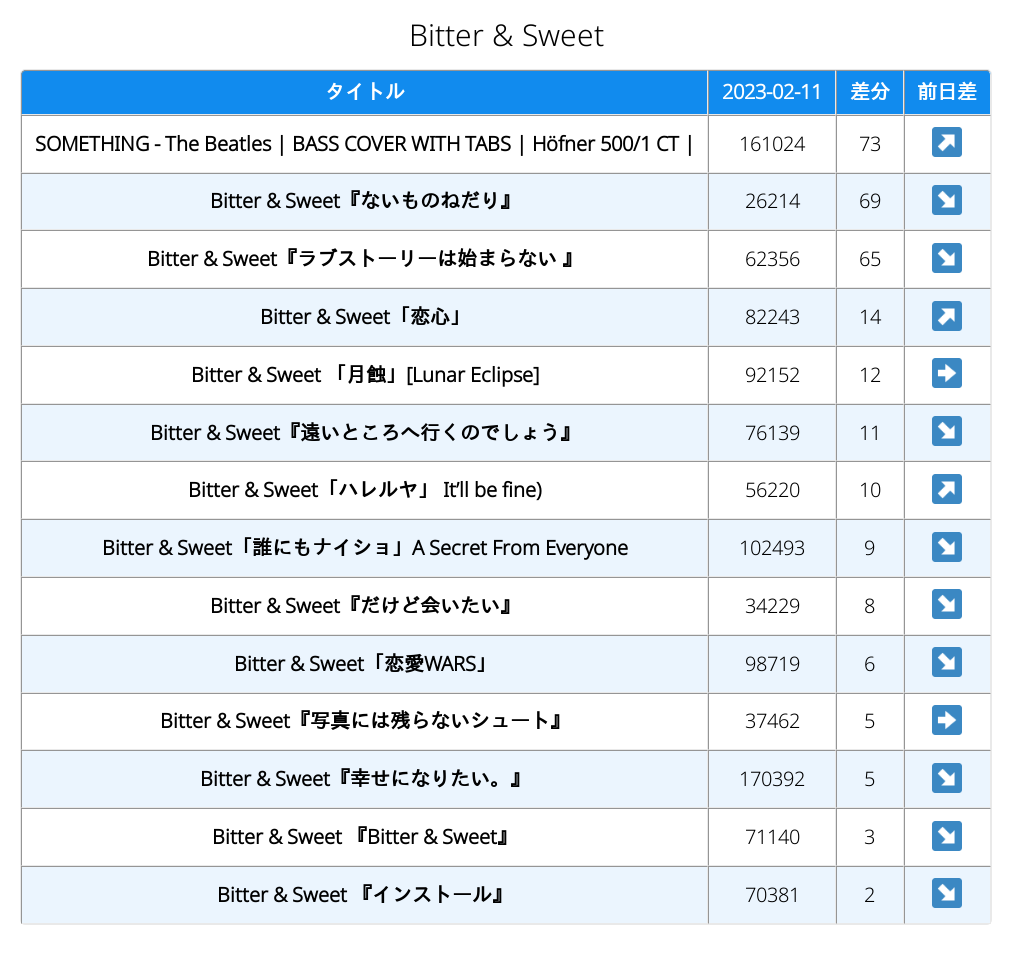 Bitter & Sweet
タイトル 2023-02-11 差分 前日差
SOMETHING - The Beatles | BASS COVER WITH TABS | Höfner 500/1 CT | 161024 73 ↗
Bitter & Sweet『ないものねだり』 26214 69 ↘
Bitter & Sweet『ラブストーリーは始まらない 』 62356 65 ↘
Bitter & Sweet「恋心」 82243 14 ↗
Bitter & Sweet 「月蝕」[Lunar Eclipse] 92152 12 ➡
Bitter & Sweet『遠いところへ行くのでしょう』 76139 11 ↘
Bitter & Sweet「ハレルヤ」 It’ll be fine) 56220 10 ↗
Bitter & Sweet「誰にもナイショ」A Secret From Everyone 102493 9 ↘
Bitter & Sweet『だけど会いたい』 34229 8 ↘
Bitter & Sweet「恋愛WARS」 98719 6 ↘
Bitter & Sweet『写真には残らないシュート』 37462 5 ➡
Bitter & Sweet『幸せになりたい。』 170392 5 ↘
Bitter & Sweet 『Bitter & Sweet』 71140 3 ↘
Bitter & Sweet 『インストール』 70381 2 ↘